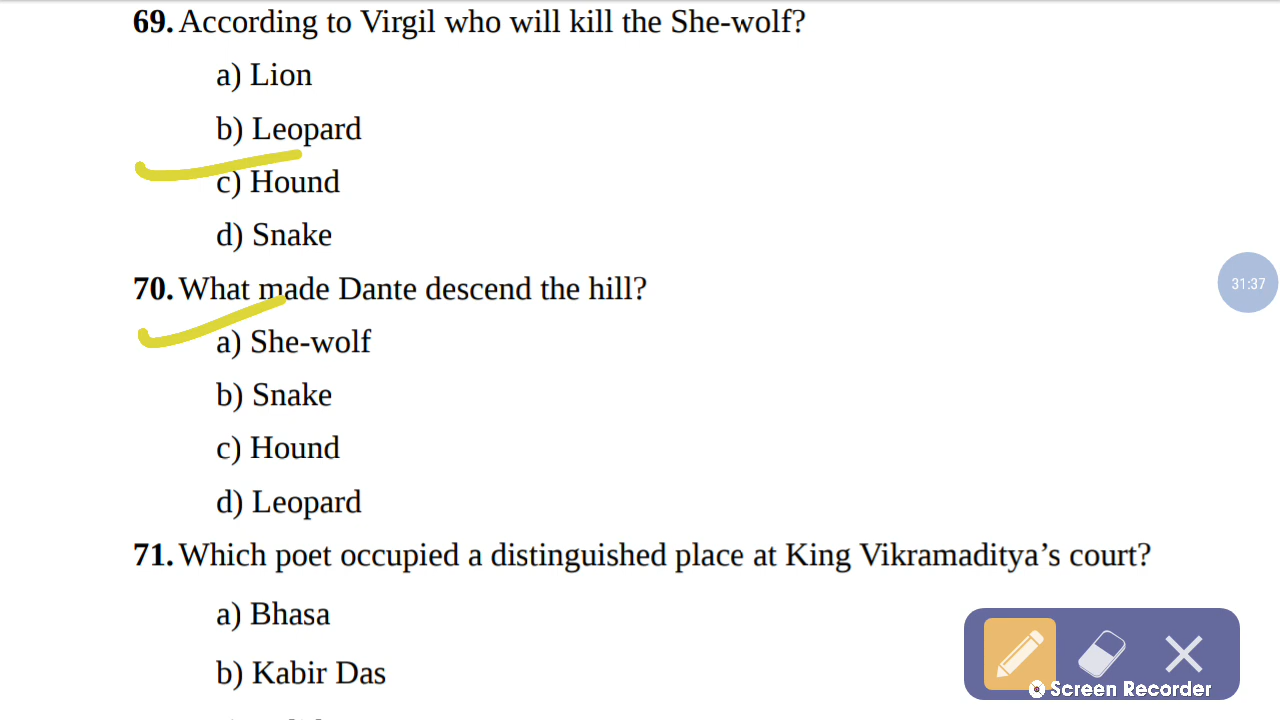 69. According to Virgil who will kill the She-wolf?
a) Lion
b) Leopard
c) Hound
d) Snake
70. What made Dante descend the hill?
a) She-wolf
b) Snake
c) Hound
d) Leopard
71. Which poet occupied a distinguished place at King Vikramaditya’s court?
a) Bhasa
b) Kabir Das
31:37
Screen Recorder